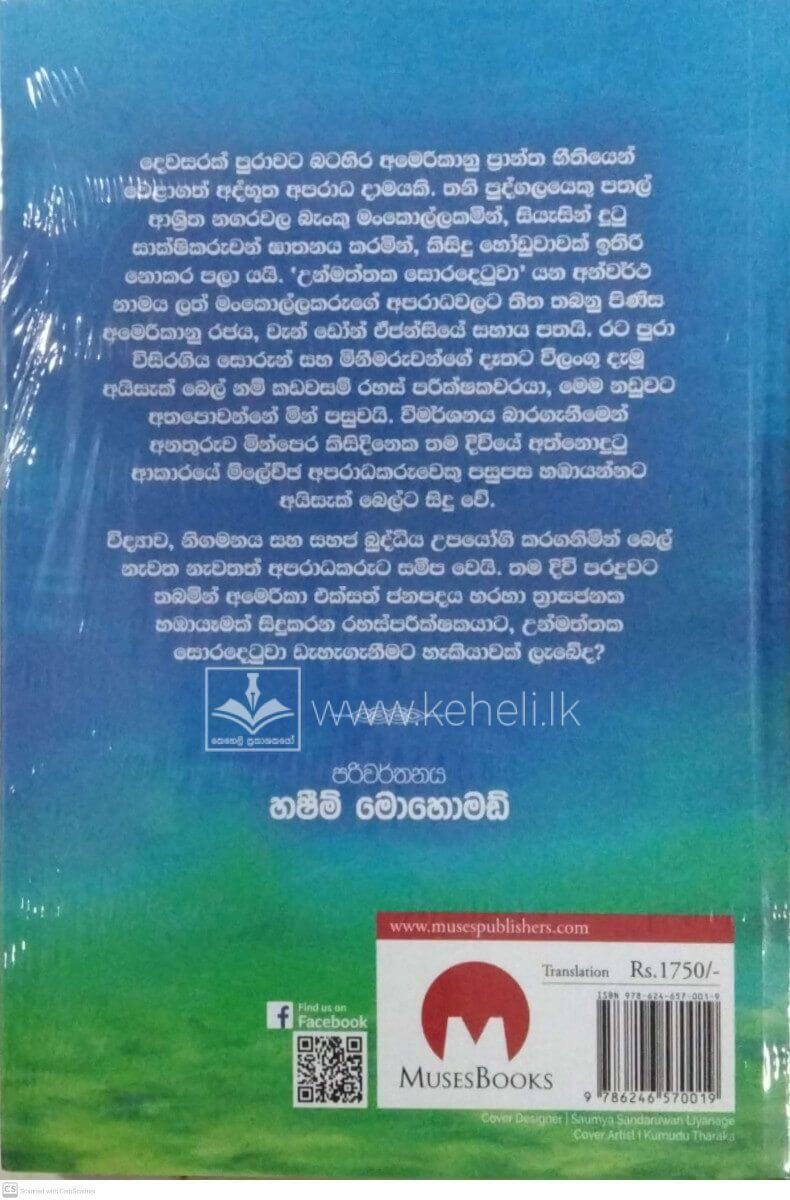 දෙවසරක් පුරාවට බටහිර අමෙරිකානු ප්‍රාන්ත භීතියෙන්
වෙළාගත් අද්භූත අපරාධ දාමයකි. තනි පුද්ගලයෙකු පතල්
ආශ්‍රිත නගරවල බැංකු මංකොල්ලකමින්, සියැසින් දුටු
සාක්ෂිකරුවන් ඝාතනය කරමින්, කිසිදු හෝඩුවාවක් ඉතිරි
නොකර පලා යයි. 'උන්මත්තක සොරදෙටුවා' යන අන්වර්ථ
නාමය ලත් මංකොල්ලකරුගේ අපරාධවලට තිත තබනු පිණිස
අමෙරිකානු රජය, වෑන් ඩෝන් ඒජන්සියේ සහාය පතයි. රට පුරා
විසිරගිය සොරුන් සහ මිනීමරුවන්ගේ දෑතට විලංගු දැමූ
අයිසැක් බෙල් නම් කඩවසම් රහස් පරීක්ෂකවරයා, මෙම නඩුවට
අතපොවන්නේ මින් පසුවයි. විමර්ශනය බාරගැනීමෙන්
අනතුරුව මින්පෙර කිසිදිනෙක තම දිවියේ අත්නොදුටු
ආකාරයේ ම්ලේච්ඡ අපරාධකරුවෙකු පසුපස හඹායන්නට
අයිසැක් බෙල්ට සිදු වේ.
විද්‍යාව, නිගමනය සහ සහජ බුද්ධිය උපයෝගී කරගනිමින් බෙල්
නැවත නැවතත් අපරාධකරුට සමීප වෙයි. තම දිවි පරදුවට
තබමින් අමෙරිකා එක්සත් ජනපදය හරහා ත්‍රාසජනක
හඹායෑමක් සිදුකරන රහස්පරීක්ෂකයාට, උන්මත්තක
සොරදෙටුවා ඩැහැගැනීමට හැකියාවක් ලැබේද?
කෙහෙලි ප්‍රකාශකයෝ
www.keheli.lk
පරිවර්තනය
හෂීම් මොහොමඩ්
www.musespublishers.com
Translation Rs.1750/-
ISBN 978-624-657-001-9
MUSESBOOKS
9 786246 570019
Find us on
Facebook
Cover Designer | Saumya Sandaruwan Liyanage
Cover Artist | Kumudu Tharaka
CS Scanned with CamScanner